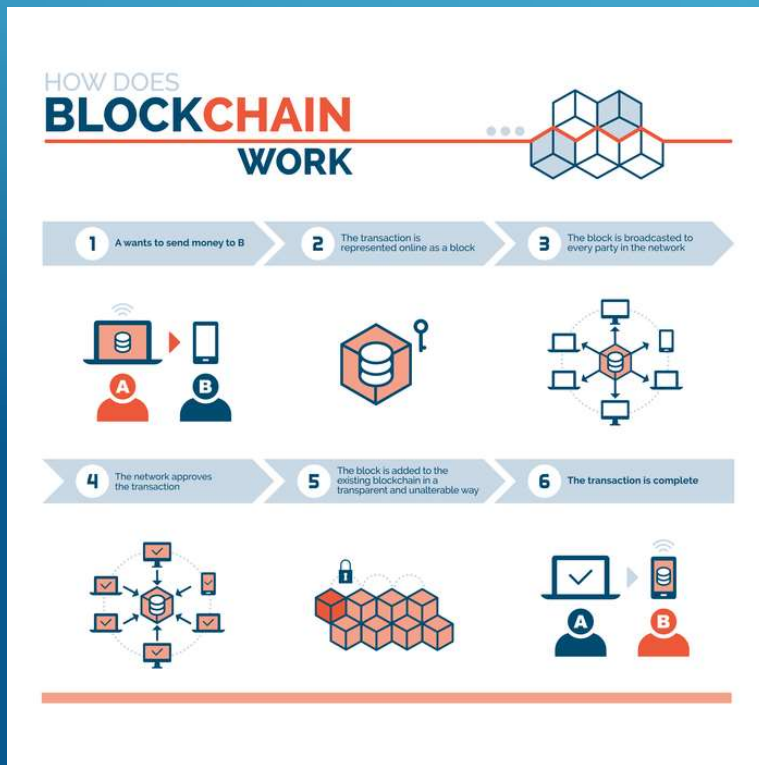 HOW DOES
BLOCKCHAIN
WORK
1 A wants to send money to B
2 The transaction is
represented online as a block
3 The block is broadcasted to
every party in the network
A B
4 The network approves
the transaction
5 The block is added to the
existing blockchain in a
transparent and unalterable way
6 The transaction is complete
A B